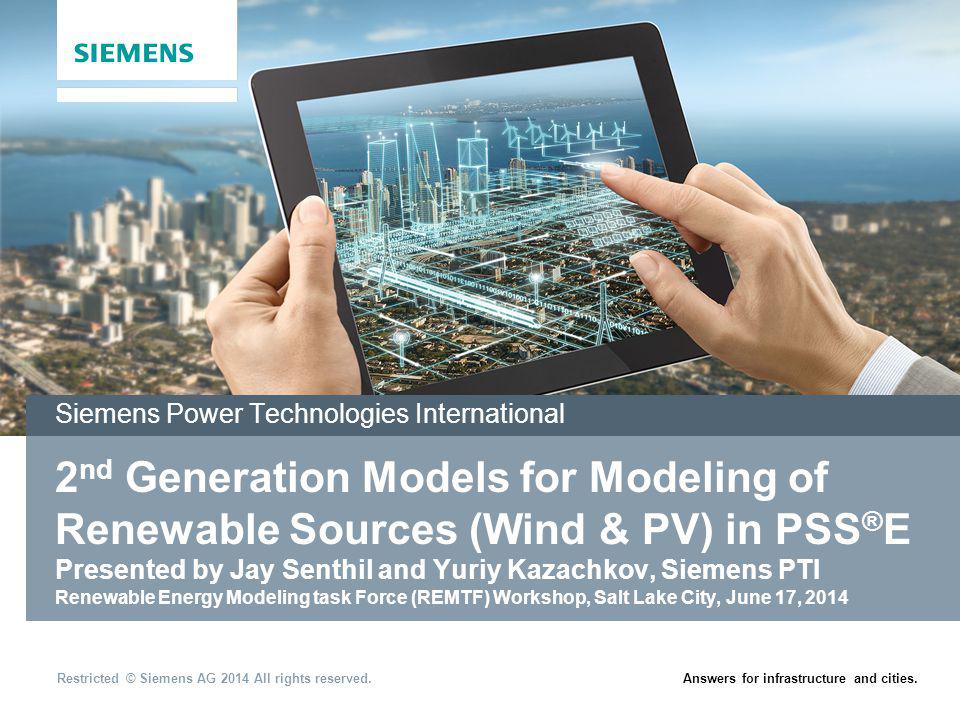 SIEMENS
Siemens Power Technologies International
2nd Generation Models for Modeling of
Renewable Sources (Wind & PV) in PSS®E
Presented by Jay Senthil and Yuriy Kazachkov, Siemens PTI
Renewable Energy Modeling task Force (REMTF) Workshop, Salt Lake City, June 17, 2014
Restricted © Siemens AG 2014 All rights reserved.
Answers for infrastructure and cities.